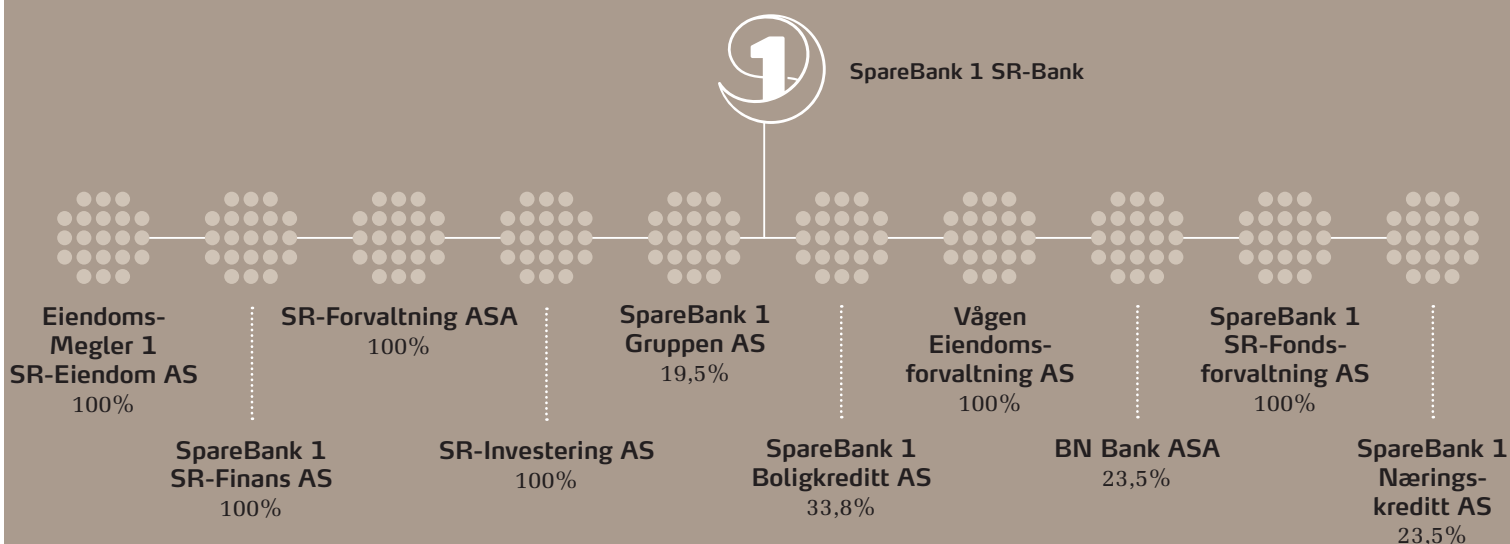 1
SpareBank 1 SR-Bank
Eiendoms-
Megler 1
SR-Eiendom AS
100%
SpareBank 1
SR-Finans AS
100%
SR-Forvaltning ASA
100%
SR-Investering AS
100%
SpareBank 1
Gruppen AS
19,5%
SpareBank 1
Boligkreditt AS
33,8%
Vågen
Eiendoms-
forvaltning AS
100%
BN Bank ASA
23,5%
SpareBank 1
SR-Fonds-
forvaltning AS
100%
SpareBank 1
Nærings-
kreditt AS
23,5%